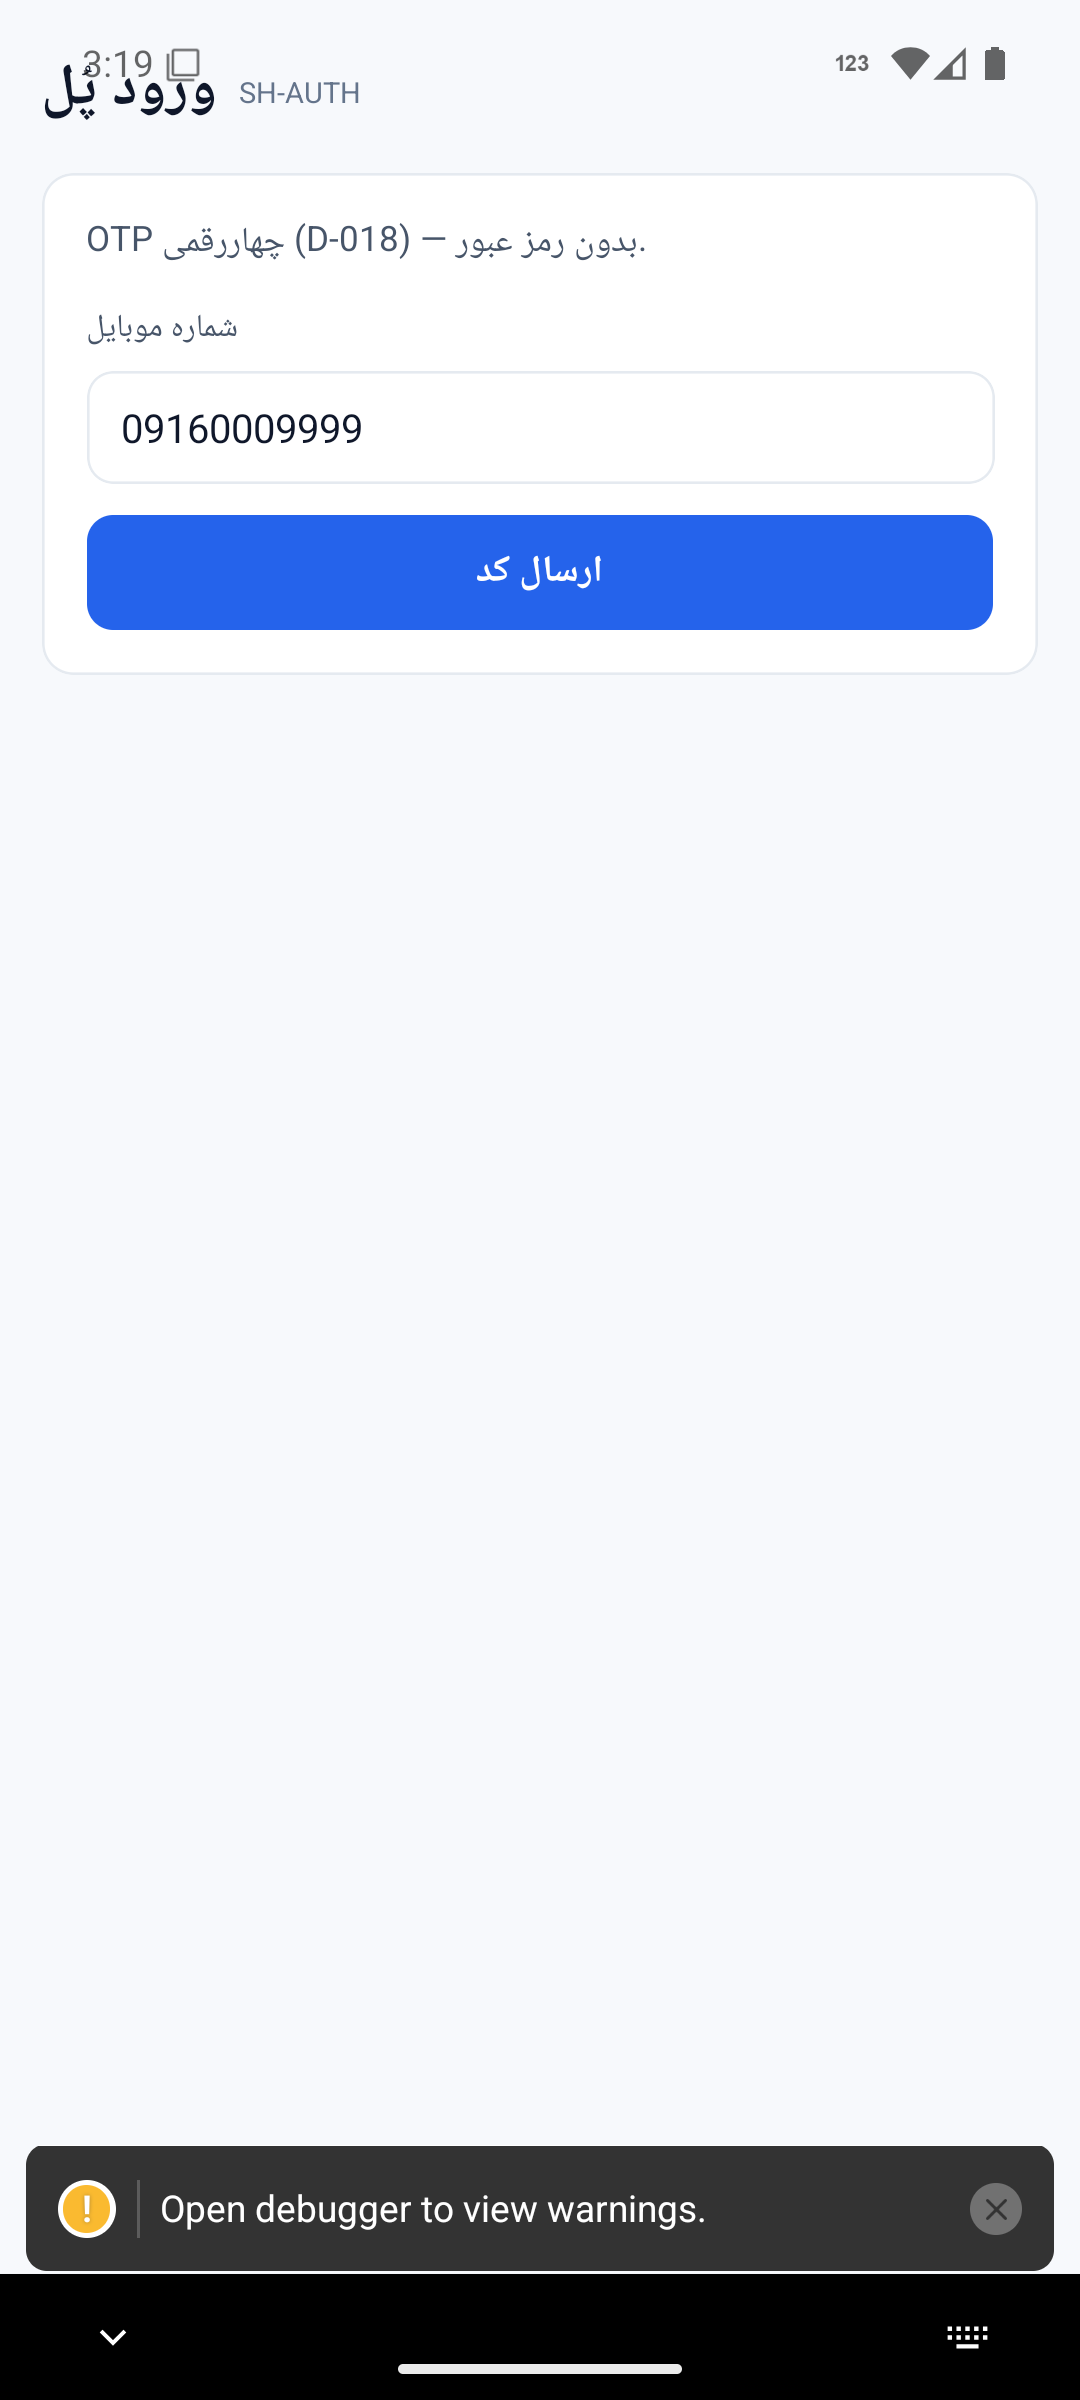 3:19
123
ورود پُل SH-AUTH
OTP چهاررقمی (D-018) — بدون رمز عبور.
شماره موبایل
09160009999
ارسال کد
! Open debugger to view warnings.